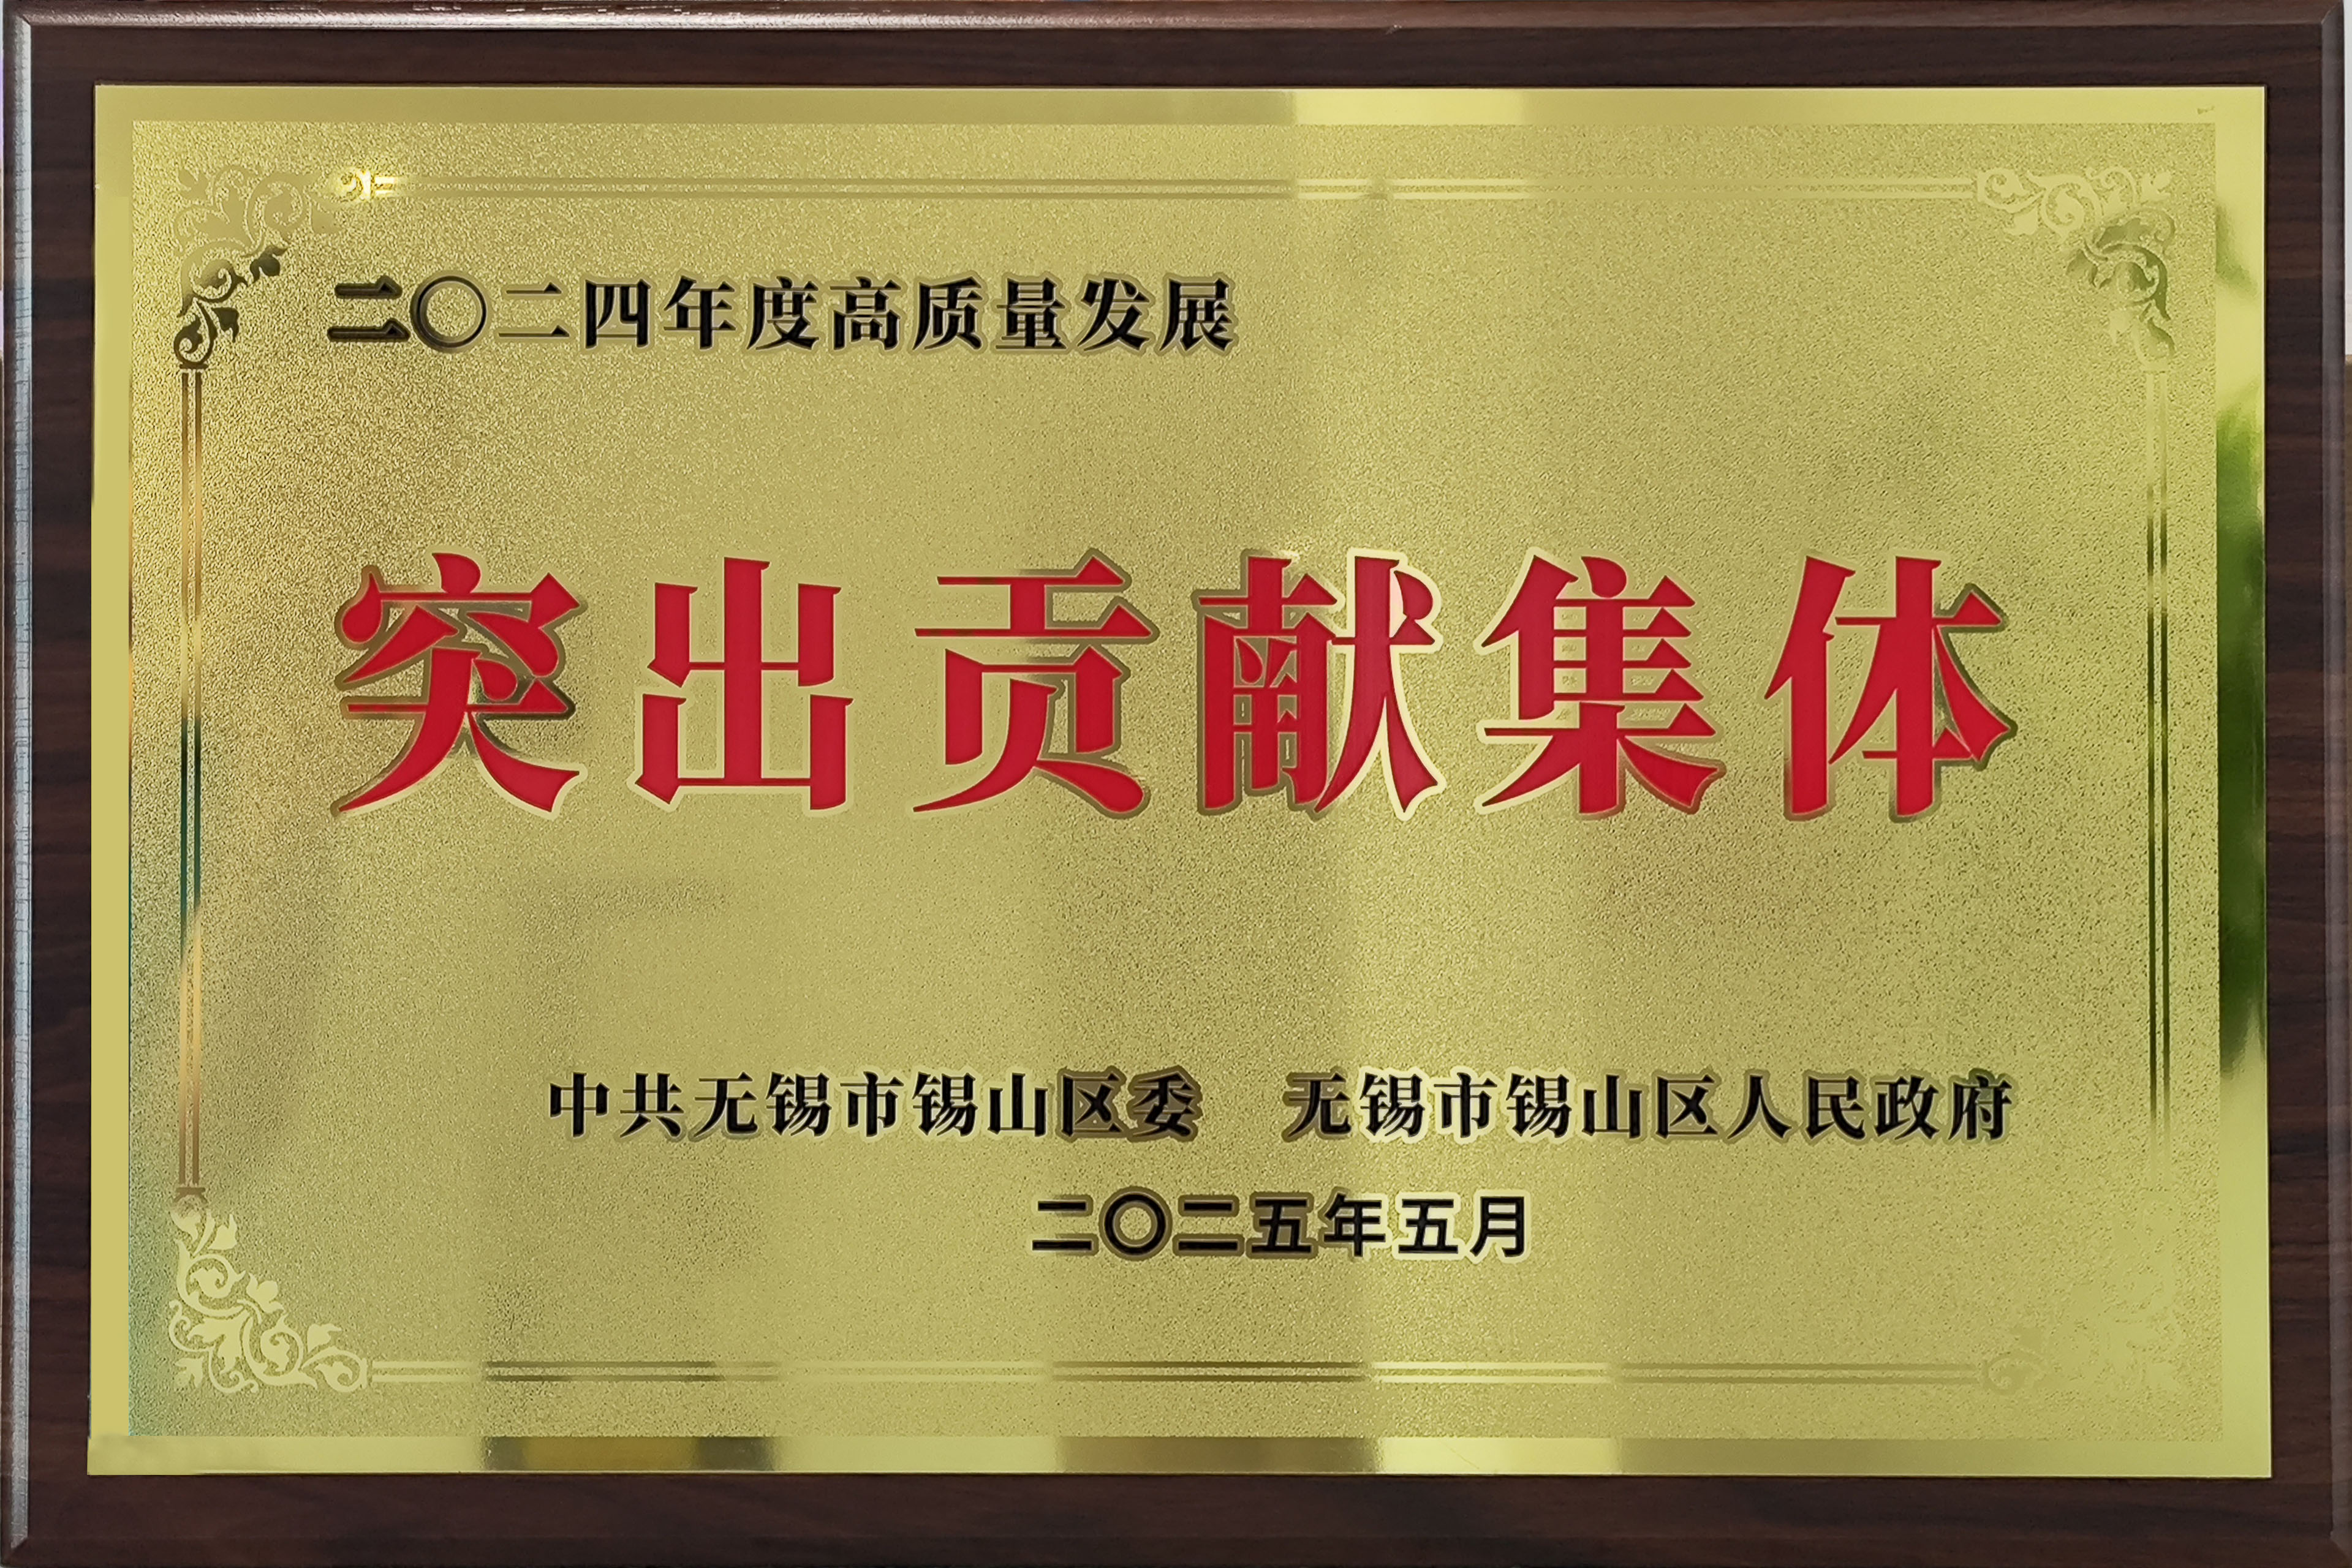 二〇二四年度高质量发展
突出贡献集体
中共无锡市锡山区委 无锡市锡山区人民政府
二〇二五年五月